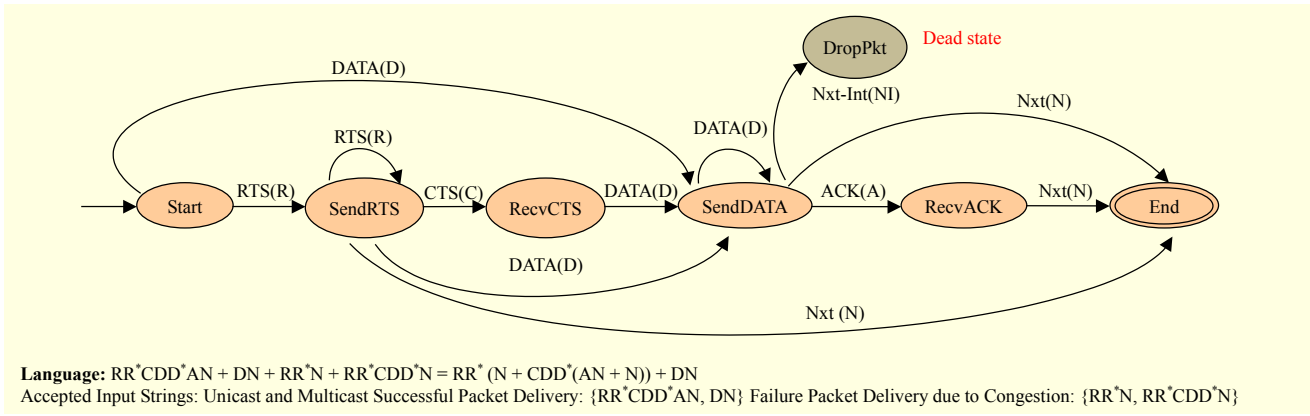 DropPkt
Dead state
DATA(D)
Nxt-Int(NI)
Nxt(N)
DATA(D)
RTS(R)
Start
RTS(R)
SendRTS
CTS(C)
RecvCTS
DATA(D)
SendDATA
ACK(A)
RecvACK
Nxt(N)
End
DATA(D)
Nxt (N)
Language: RR*CDD*AN + DN + RR*N + RR*CDD*N = RR* (N + CDD*(AN + N)) + DN
Accepted Input Strings: Unicast and Multicast Successful Packet Delivery: {RR*CDD*AN, DN} Failure Packet Delivery due to Congestion: {RR*N, RR*CDD*N}